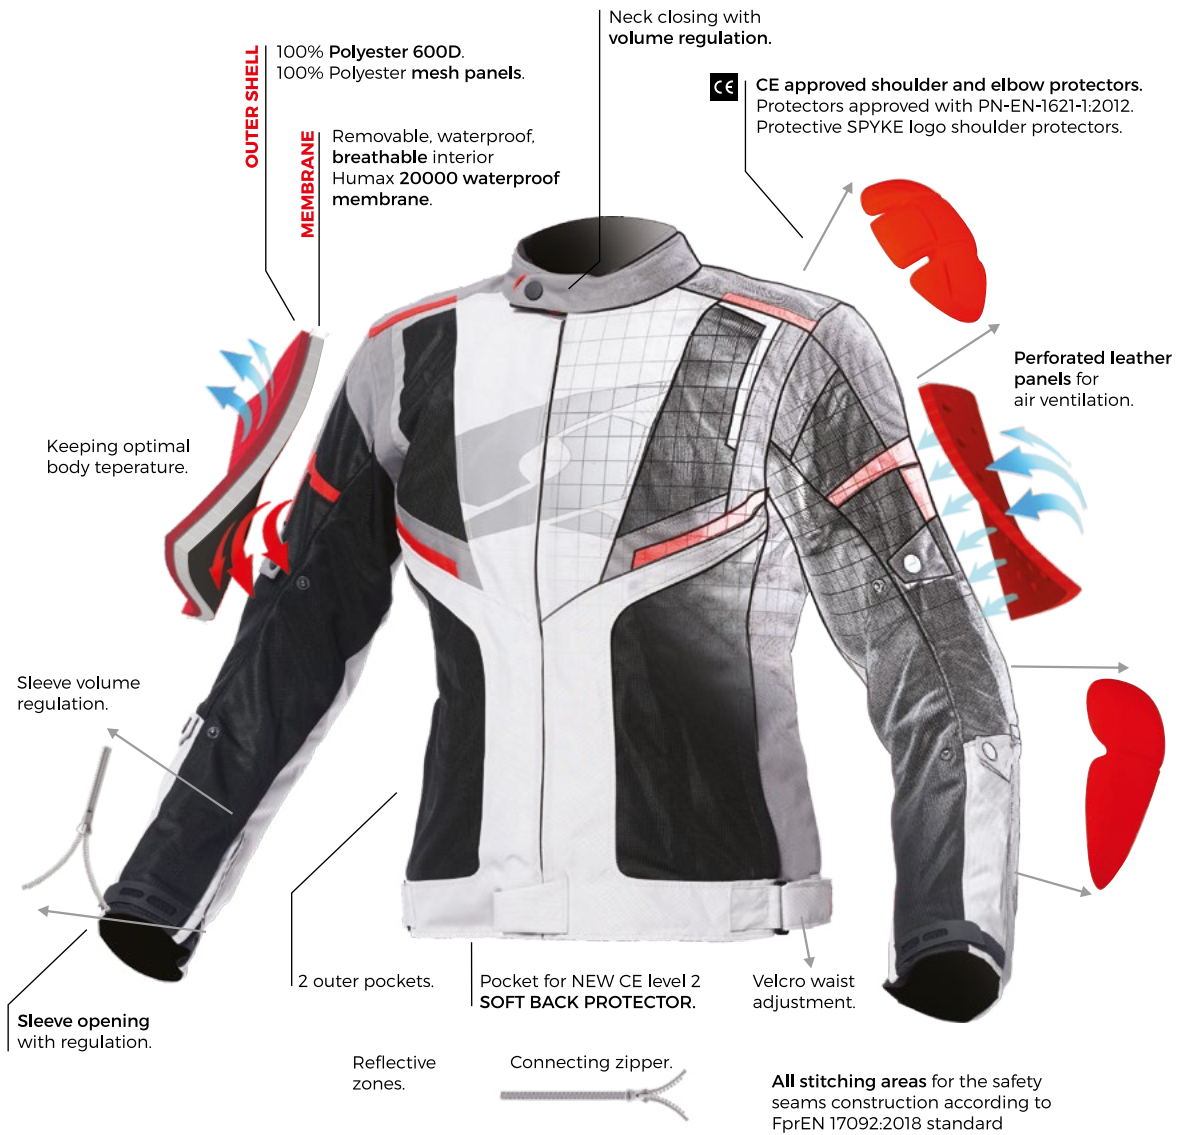 Neck closing with
volume regulation.
OUTER SHELL
100% Polyester 600D.
100% Polyester mesh panels.
CE
CE approved shoulder and elbow protectors.
Protectors approved with PN-EN-1621-1:2012.
Protective SPYKE logo shoulder protectors.
MEMBRANE
Removable, waterproof,
breathable interior
Humax 20000 waterproof
membrane.
Perforated leather
panels for
air ventilation.
Keeping optimal
body teperature.
Sleeve volume
regulation.
2 outer pockets.
Pocket for NEW CE level 2
SOFT BACK PROTECTOR.
Velcro waist
adjustment.
Sleeve opening
with regulation.
Reflective
zones.
Connecting zipper.
All stitching areas for the safety
seams construction according to
FprEN 17092:2018 standard